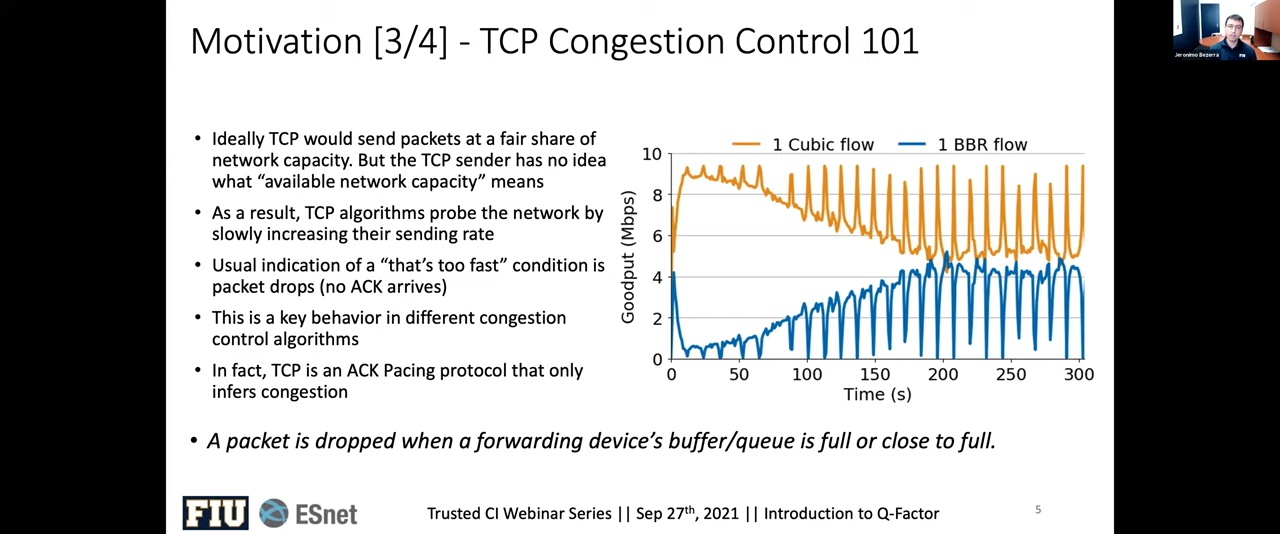 Motivation [3/4] - TCP Congestion Control 101
Jeronimo Bezerra
FIU
• Ideally TCP would send packets at a fair share of
network capacity. But the TCP sender has no idea
what “available network capacity” means
• As a result, TCP algorithms probe the network by
slowly increasing their sending rate
• Usual indication of a “that’s too fast” condition is
packet drops (no ACK arrives)
• This is a key behavior in different congestion
control algorithms
• In fact, TCP is an ACK Pacing protocol that only
infers congestion
1 Cubic flow 1 BBR flow
Goodput (Mbps)
10
8
6
4
2
0
0 50 100 150 200 250 300
Time (s)
• A packet is dropped when a forwarding device’s buffer/queue is full or close to full.
FIU ESnet
Trusted CI Webinar Series || Sep 27th, 2021 || Introduction to Q-Factor
5